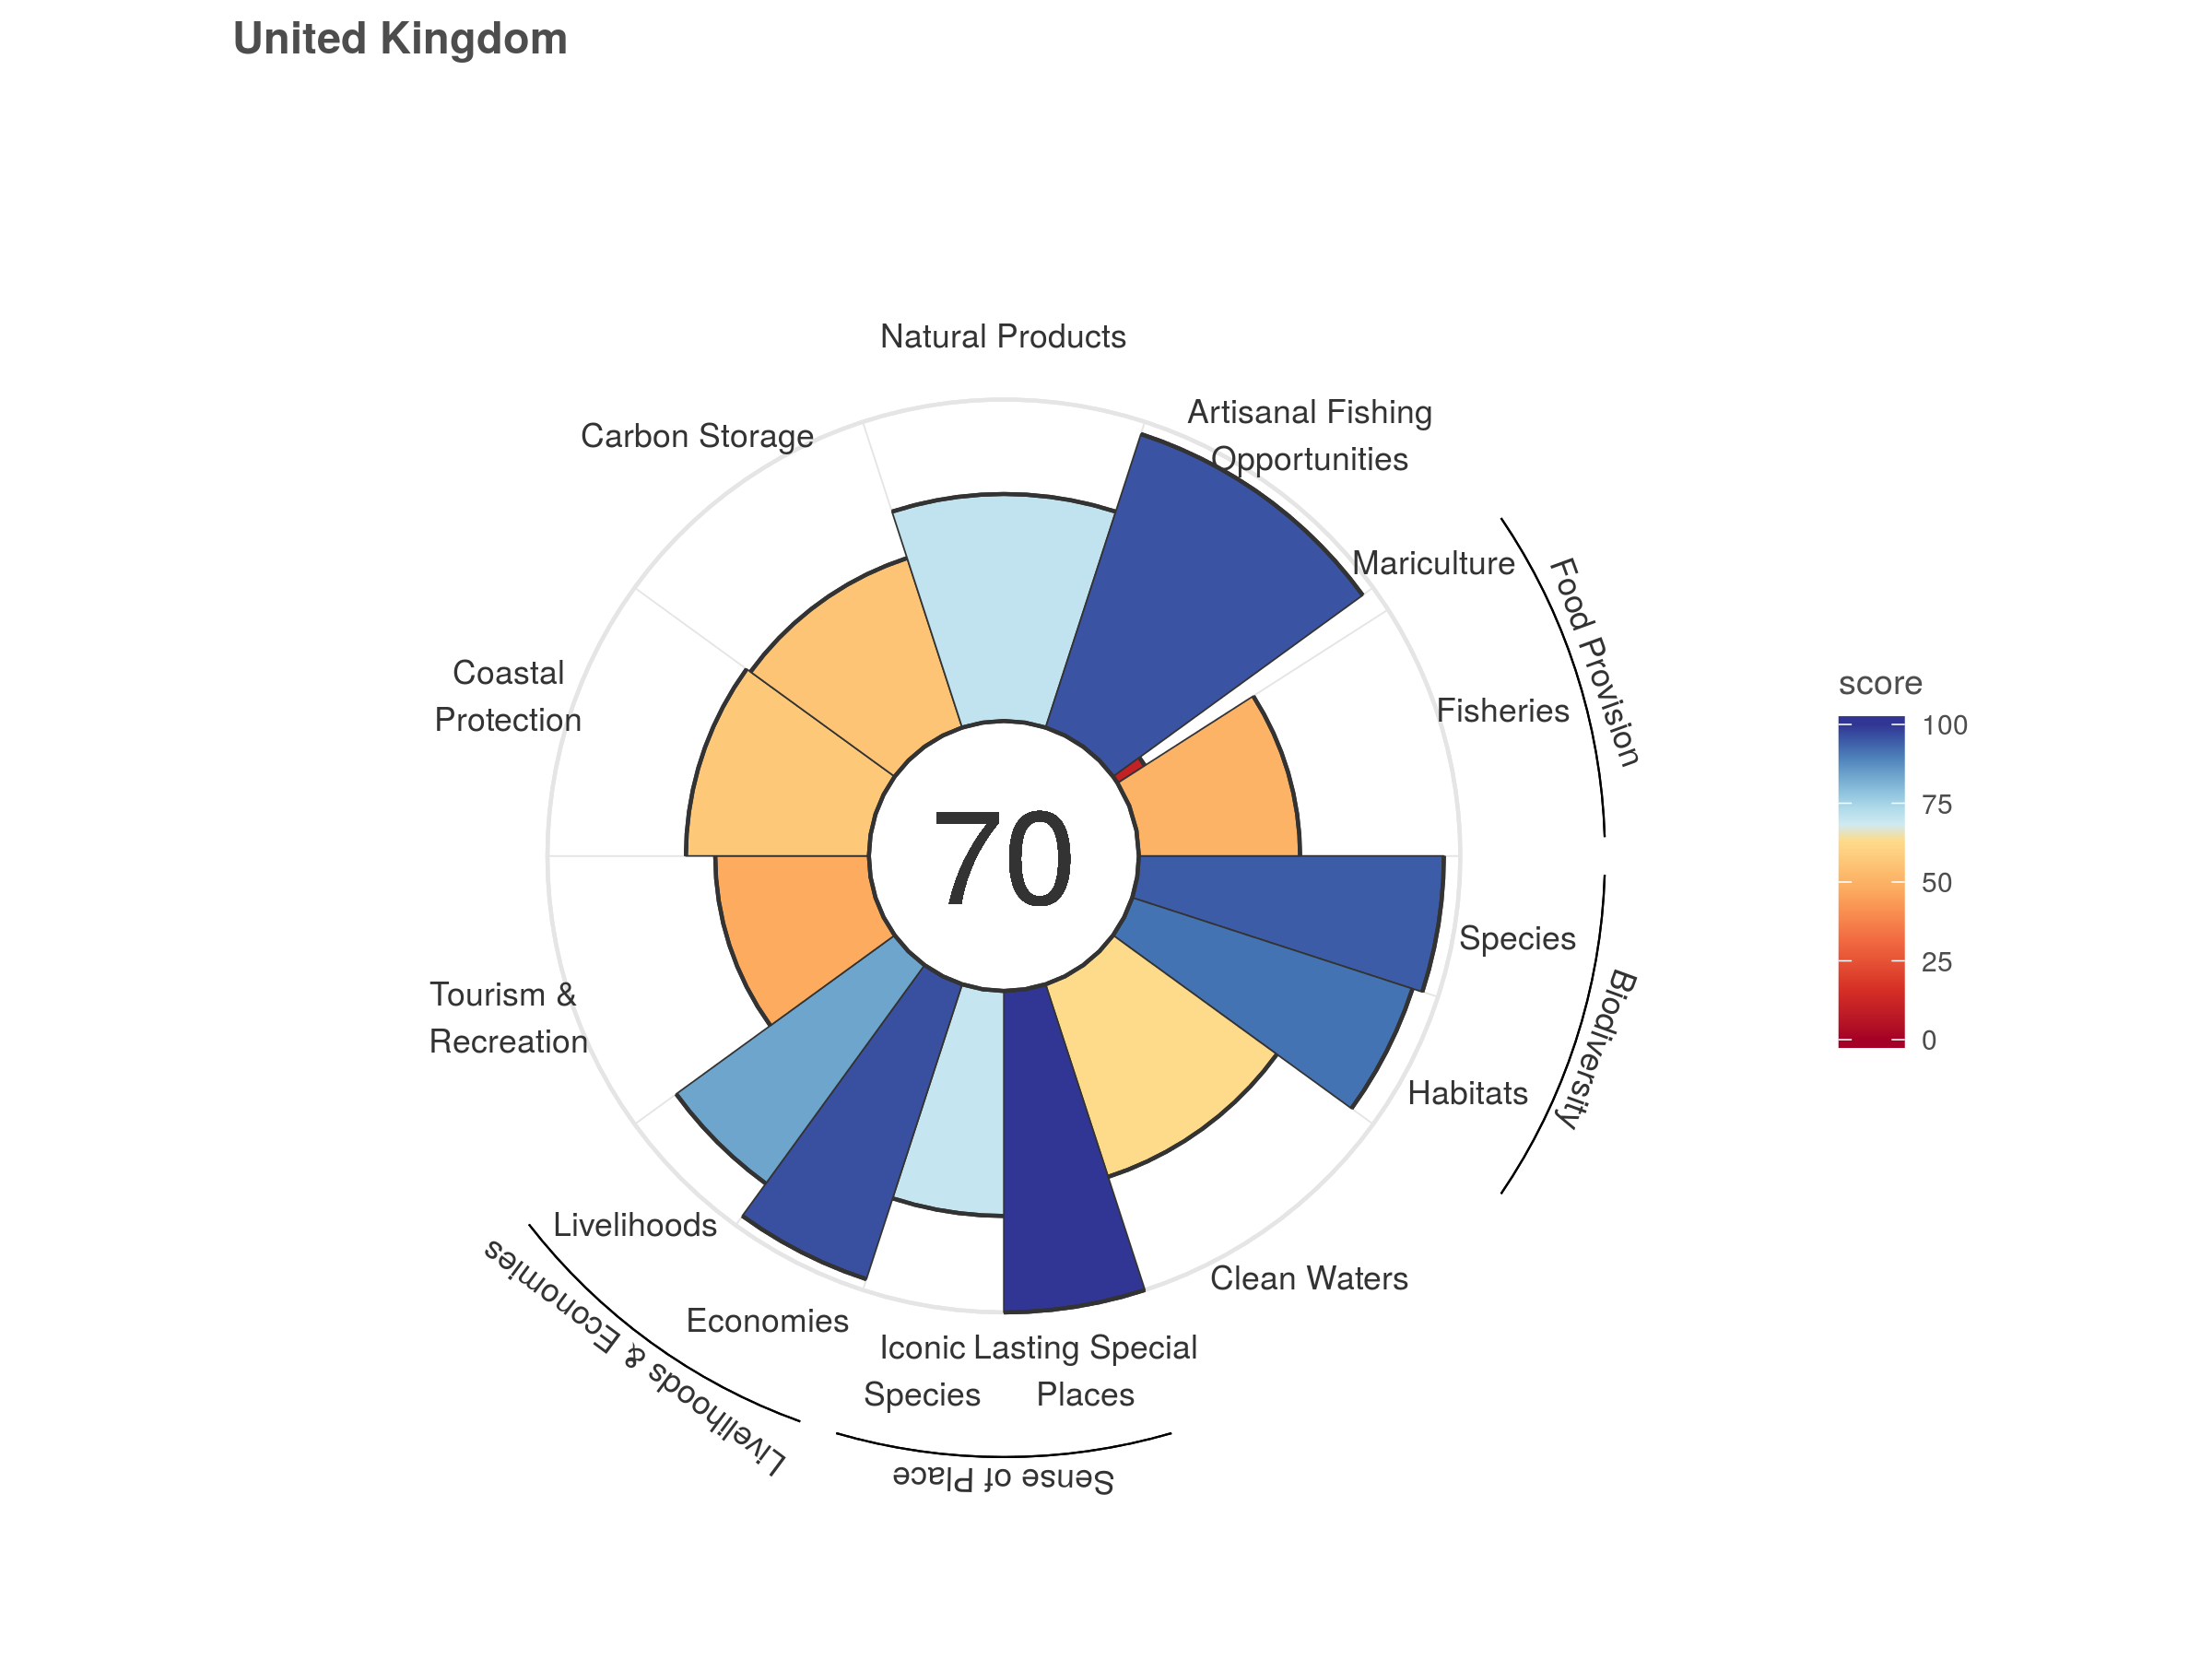 United Kingdom
Natural Products
Artisanal Fishing
Opportunities
Carbon Storage
Mariculture
Food Provision
Fisheries
Coastal
Protection
score
100
75
50
25
0
70
Species
Biodiversity
Tourism &
Recreation
Habitats
Livelihoods
Clean Waters
Livelihoods & Economies
Economies
Iconic
Species
Lasting Special
Places
Sense of Place